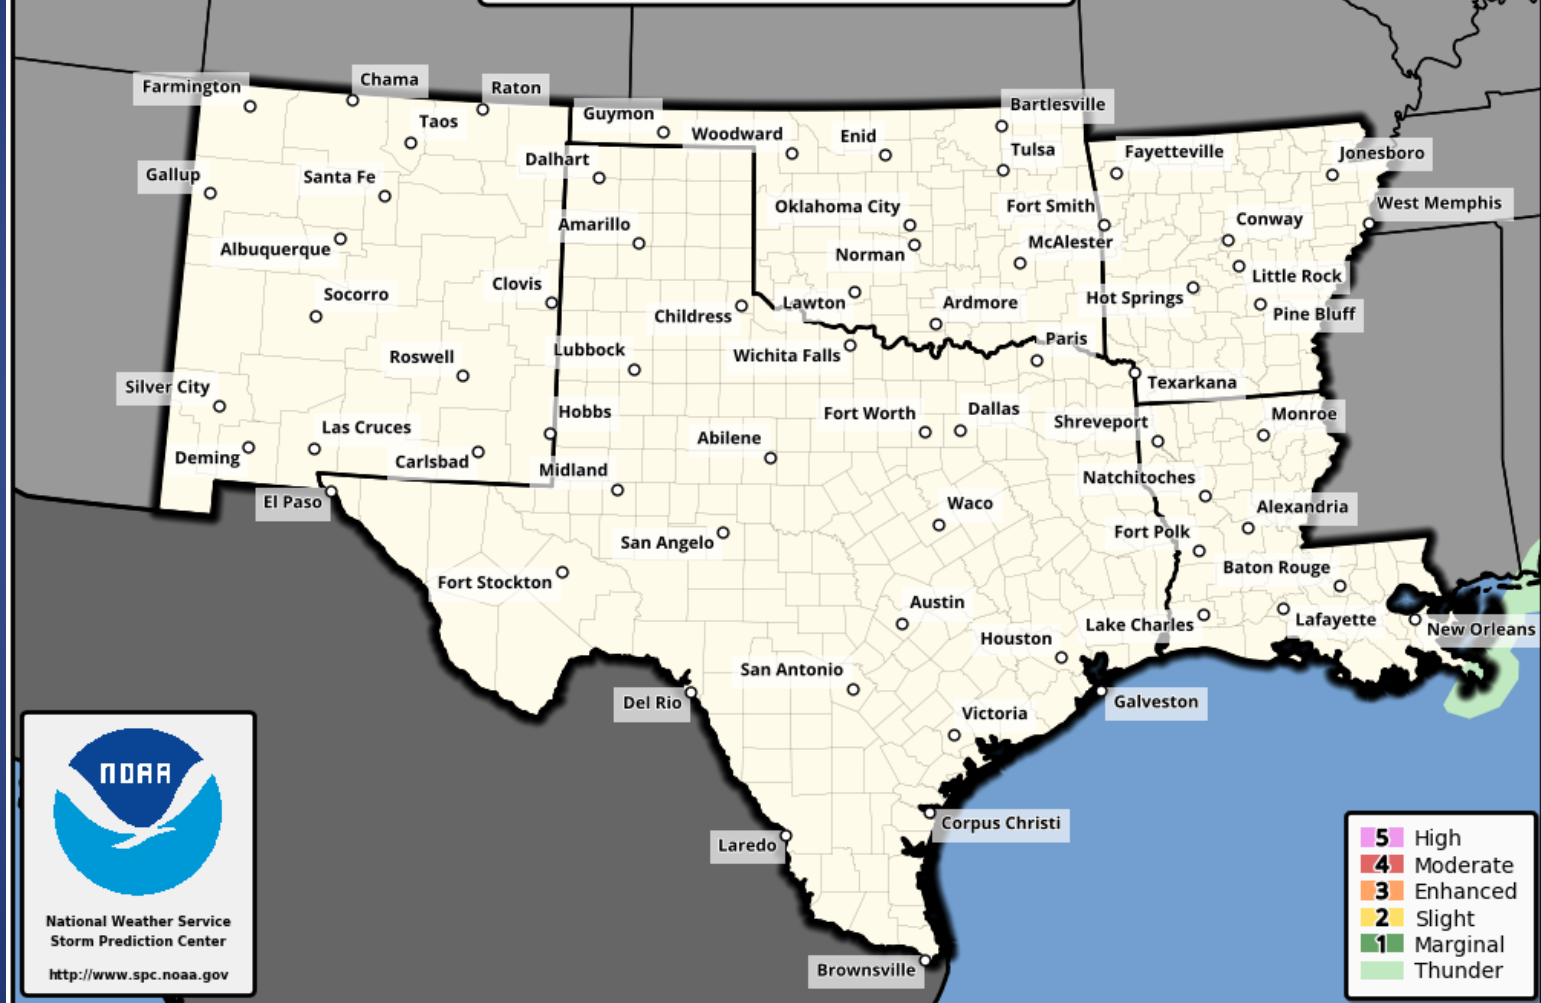 Farmington
Chama
Raton
Taos
Guymon
Woodward
Enid
Bartlesville
Tulsa
Fayetteville
Jonesboro
Gallup
Santa Fe
Dalhart
Amarillo
Oklahoma City
Norman
Fort Smith
McAlester
Conway
West Memphis
Albuquerque
Socorro
Clovis
Childress
Lawton
Ardmore
Hot Springs
Little Rock
Pine Bluff
Roswell
Lubbock
Wichita Falls
Paris
Texarkana
Silver City
Las Cruces
Hobbs
Abilene
Fort Worth
Dallas
Shreveport
Monroe
Deming
Carlsbad
Midland
El Paso
San Angelo
Waco
Natchitoches
Alexandria
Fort Polk
Fort Stockton
Austin
Houston
Baton Rouge
Lake Charles
Lafayette
New Orleans
San Antonio
Del Rio
Victoria
Galveston
Laredo
Corpus Christi
Brownsville
NOAA
National Weather Service
Storm Prediction Center
http://www.spc.noaa.gov
5 High
4 Moderate
3 Enhanced
2 Slight
1 Marginal
Thunder